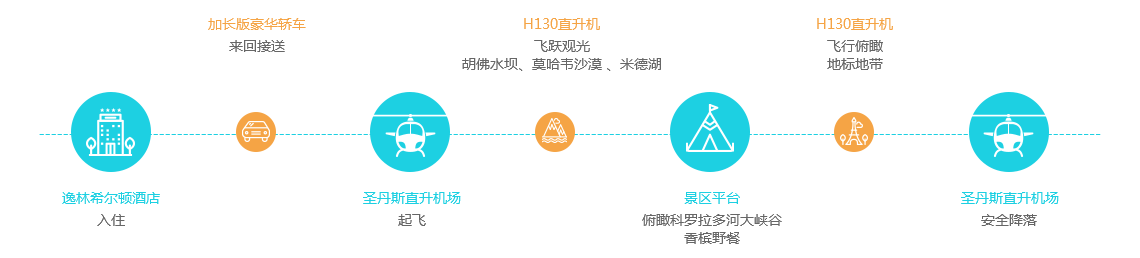 加长版豪华轿车
来回接送
H130直升机
飞跃观光
胡佛水坝、莫哈韦沙漠 、米德湖
H130直升机
飞行俯瞰
地标地带
逸林希尔顿酒店
入住
圣丹斯直升机场
起飞
景区平台
俯瞰科罗拉多河大峡谷
香槟野餐
圣丹斯直升机场
安全降落